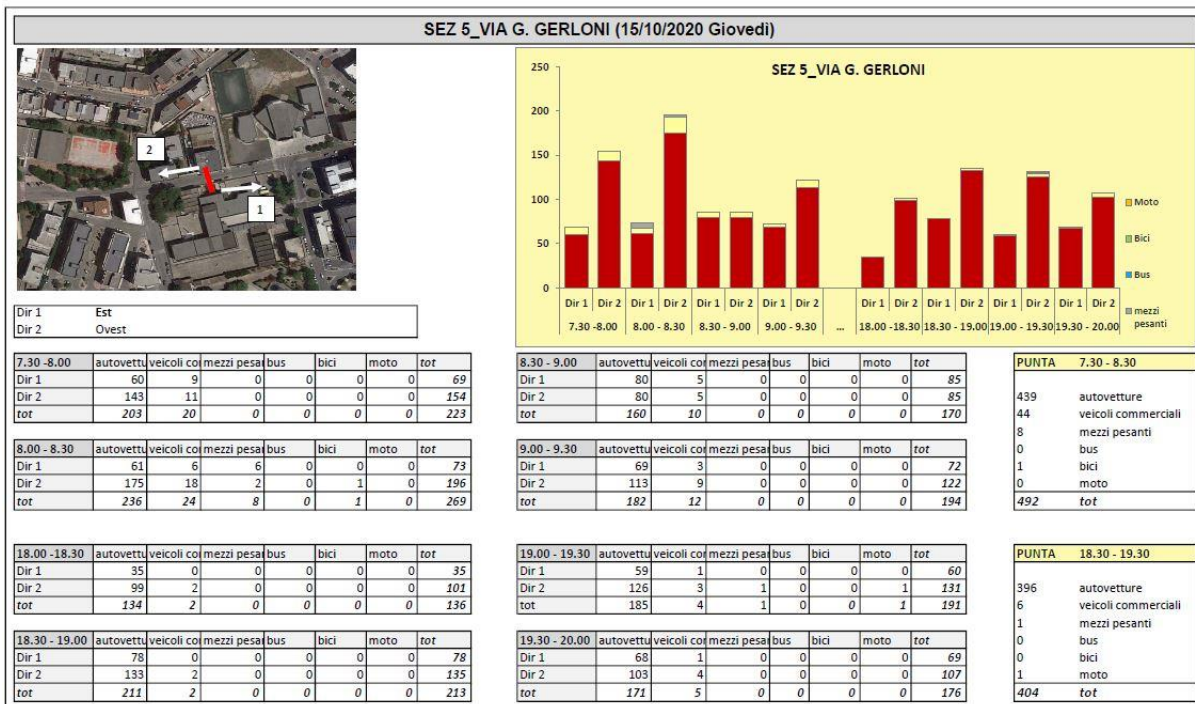 SEZ 5_VIA G. GERLONI (15/10/2020 Giovedì)
2
1
Dir 1 Est
Dir 2 Ovest
SEZ 5_VIA G. GERLONI
250
200
150
100
50
0
Dir 1 Dir 2 Dir 1 Dir 2 Dir 1 Dir 2 Dir 1 Dir 2 Dir 1 Dir 2 Dir 1 Dir 2 Dir 1 Dir 2 Dir 1 Dir 2
7.30 -8.00 8.00 - 8.30 8.30 - 9.00 9.00 - 9.30 ... 18.00 -18.30 18.30 - 19.00 19.00 - 19.30 19.30 - 20.00
Moto
Bici
Bus
mezzi
pesanti
7.30 -8.00 autovettu veicoli cor mezzi pesai bus bici moto tot
Dir 1 60 9 0 0 0 0 69
Dir 2 143 11 0 0 0 0 154
tot 203 20 0 0 0 0 223
8.30 - 9.00 autovettu veicoli cor mezzi pesai bus bici moto tot
Dir 1 80 5 0 0 0 0 85
Dir 2 80 5 0 0 0 0 85
tot 160 10 0 0 0 0 170
PUNTA 7.30 - 8.30
439 autovetture
44 veicoli commerciali
8 mezzi pesanti
0 bus
1 bici
0 moto
492 tot
8.00 - 8.30 autovettu veicoli cor mezzi pesai bus bici moto tot
Dir 1 61 6 6 0 0 0 73
Dir 2 175 18 2 0 1 0 196
tot 236 24 8 0 1 0 269
9.00 - 9.30 autovettu veicoli cor mezzi pesai bus bici moto tot
Dir 1 69 3 0 0 0 0 72
Dir 2 113 9 0 0 0 0 122
tot 182 12 0 0 0 0 194
18.00 -18.30 autovettu veicoli cor mezzi pesai bus bici moto tot
Dir 1 35 0 0 0 0 0 35
Dir 2 99 2 0 0 0 0 101
tot 134 2 0 0 0 0 136
19.00 - 19.30 autovettu veicoli cor mezzi pesai bus bici moto tot
Dir 1 59 1 0 0 0 0 60
Dir 2 126 3 1 0 0 1 131
tot 185 4 1 0 0 1 191
PUNTA 18.30 - 19.30
396 autovetture
6 veicoli commerciali
1 mezzi pesanti
0 bus
0 bici
1 moto
404 tot
18.30 - 19.00 autovettu veicoli cor mezzi pesai bus bici moto tot
Dir 1 78 0 0 0 0 0 78
Dir 2 133 2 0 0 0 0 135
tot 211 2 0 0 0 0 213
19.30 - 20.00 autovettu veicoli cor mezzi pesai bus bici moto tot
Dir 1 68 1 0 0 0 0 69
Dir 2 103 4 0 0 0 0 107
tot 171 5 0 0 0 0 176